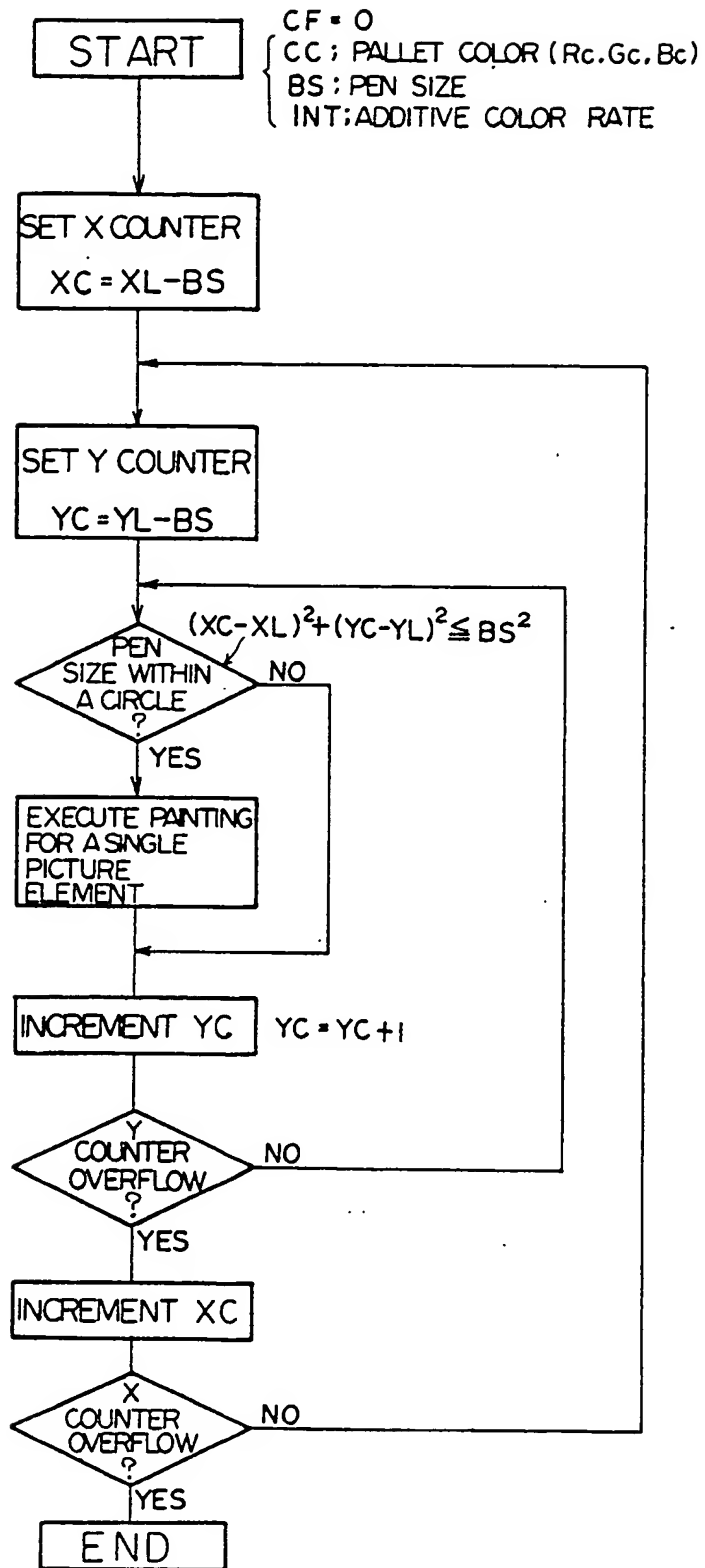 START
CF = 0
CC; PALLET COLOR (Rc.Gc.Bc)
BS; PEN SIZE
INT; ADDITIVE COLOR RATE
SET X COUNTER
XC = XL-BS
SET Y COUNTER
YC = YL-BS
(XC-XL)²+(YC-YL)² ≦ BS²
PEN
SIZE WITHIN
A CIRCLE
?
NO
YES
EXECUTE PAINTING
FOR A SINGLE
PICTURE
ELEMENT
INCREMENT YC
YC = YC +1
Y
COUNTER
OVERFLOW
?
NO
YES
INCREMENT XC
X
COUNTER
OVERFLOW
?
NO
YES
END